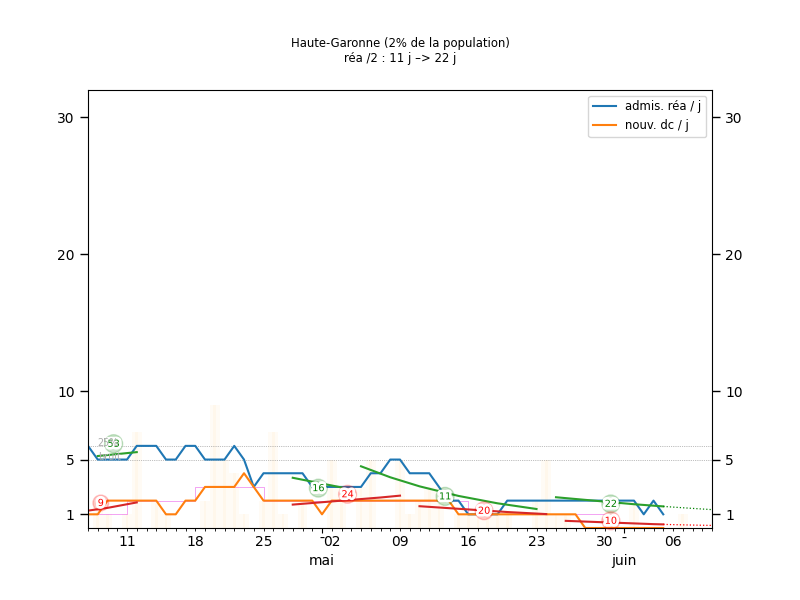 Haute-Garonne (2% de la population)
réa /2 : 11 j –> 22 j
admis. réa / j
nouv. dc / j
30 30
20 20
10 10
5 5
1 1
53
9
16
24
11
20
22
10
11 18 25 02 09 16 23 30 06
mai juin